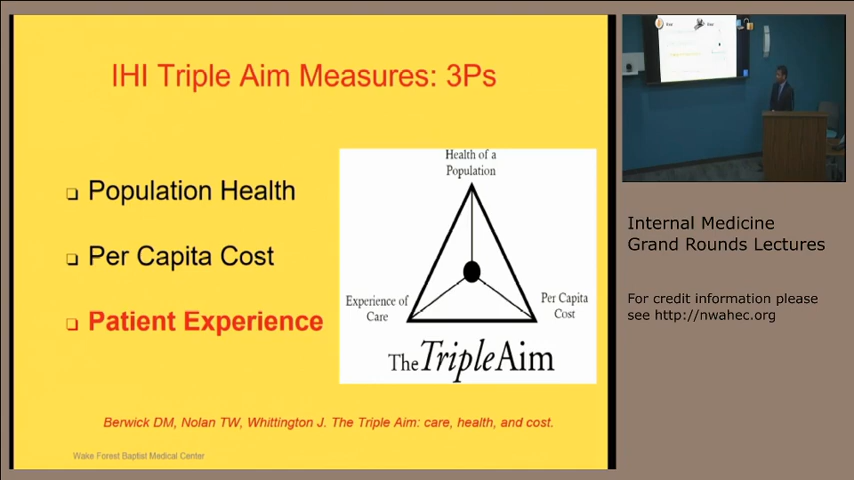 IHI Triple Aim Measures: 3Ps
Population Health
Per Capita Cost
Patient Experience
Health of a
Population
Experience of
Care
Per Capita
Cost
The Triple Aim
Berwick DM, Nolan TW, Whittington J. The Triple Aim: care, health, and cost.
Wake Forest Baptist Medical Center
Internal Medicine
Grand Rounds Lectures
For credit information please
see http://nwahec.org